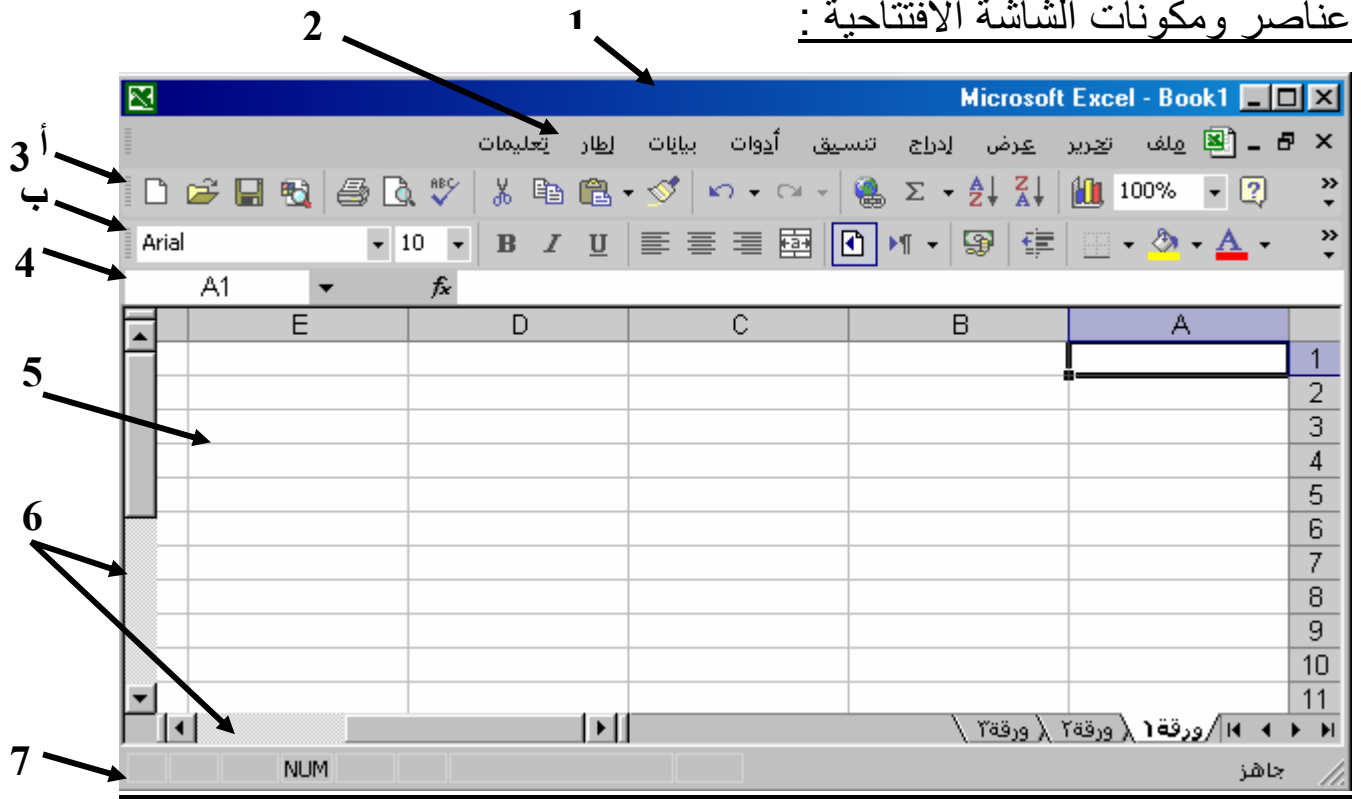 عناصر ومكونات الشاشة الافتتاحية :
2 1
Microsoft Excel - Book1
ملف تحرير عرض إدراج تنسيق أدوات بيانات إطار تعليمات
3 أ
ABC Σ A Z Z A 100% ?
ب
Arial 10 B I U a A
4
A1 fx
E D C B A
1
5
2
3
4
5
6
6
7
8
9
10
11
ورقة١ ورقة٢ ورقة٣
7
NUM جاهز